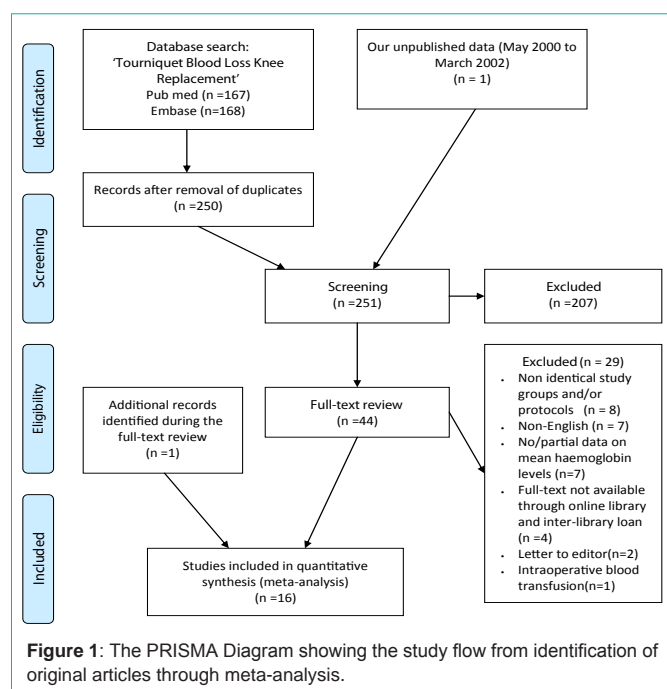 Database search:
'Tourniquet Blood Loss Knee
Replacement'
Pub med (n =167)
Embase (n=168)
Our unpublished data (May 2000 to
March 2002)
(n = 1)
Identification
Records after removal of duplicates
(n =250)
Screening
Screening
(n =251)
Excluded
(n =207)
Eligibility
Additional records
identified during the
full-text review
(n =1)
Full-text review
(n =44)
Excluded (n = 29)
. Non identical study
groups and/or
protocols (n = 8)
. Non-English (n = 7)
. No/partial data on
mean haemoglobin
levels (n=7)
. Full-text not available
through online library
and inter-library loan
(n =4)
. Letter to editor(n=2)
. Intraoperative blood
transfusion(n=1)
Included
Studies included in quantitative
synthesis (meta-analysis)
(n =16)
Figure 1: The PRISMA Diagram showing the study flow from identification of
original articles through meta-analysis.